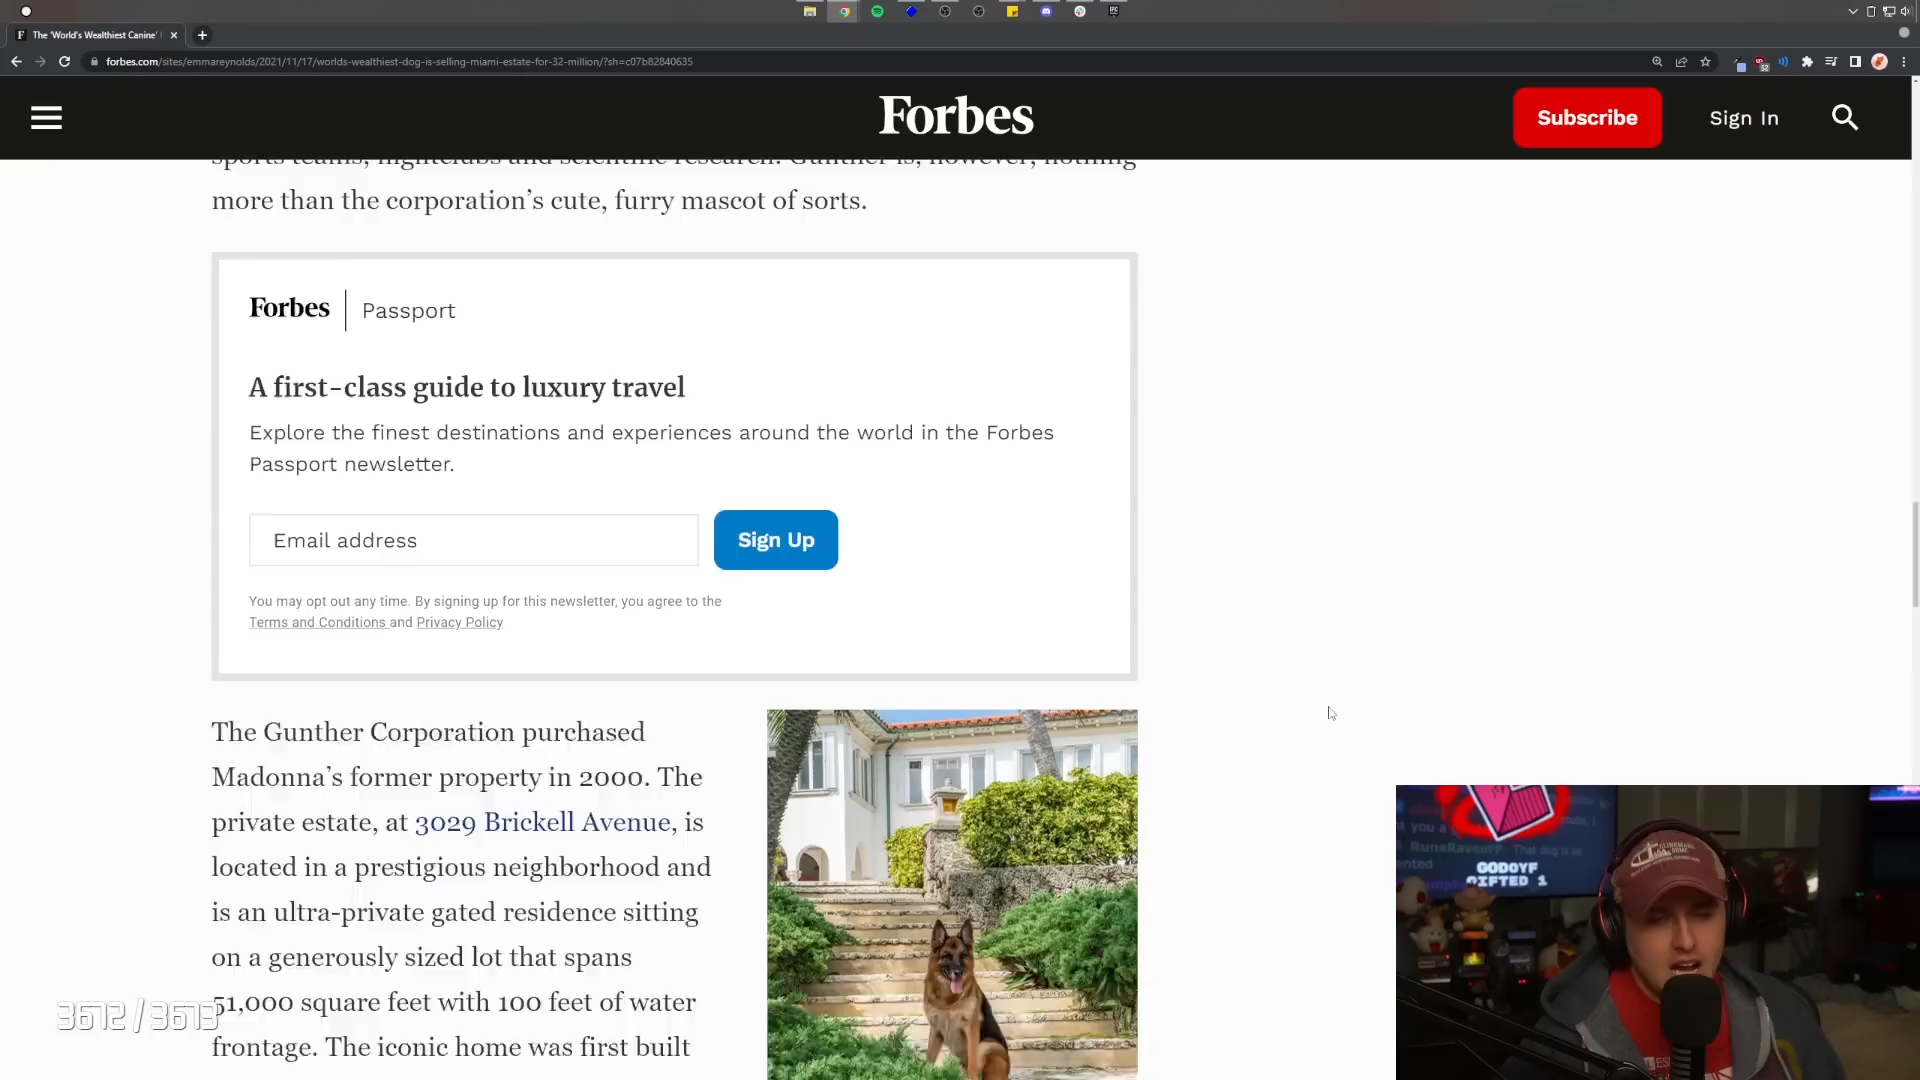 The 'World's Wealthiest Canine'
forbes.com/sites/emmareynolds/2021/11/17/worlds-wealthiest-dog-is-selling-miami-estate-for-32-million/?sh=c07b82840635
Forbes
Subscribe
Sign In
sports teams, nightclubs and scientific research. Gunther is, however, nothing
more than the corporation's cute, furry mascot of sorts.
Forbes | Passport
A first-class guide to luxury travel
Explore the finest destinations and experiences around the world in the Forbes
Passport newsletter.
Email address
Sign Up
You may opt out any time. By signing up for this newsletter, you agree to the
Terms and Conditions and Privacy Policy
The Gunther Corporation purchased
Madonna's former property in 2000. The
private estate, at 3029 Brickell Avenue, is
located in a prestigious neighborhood and
is an ultra-private gated residence sitting
on a generously sized lot that spans
51,000 square feet with 100 feet of water
frontage. The iconic home was first built
3612 / 3613
RuneRavenYP That dog is so
GODOYF
GIFTED 1